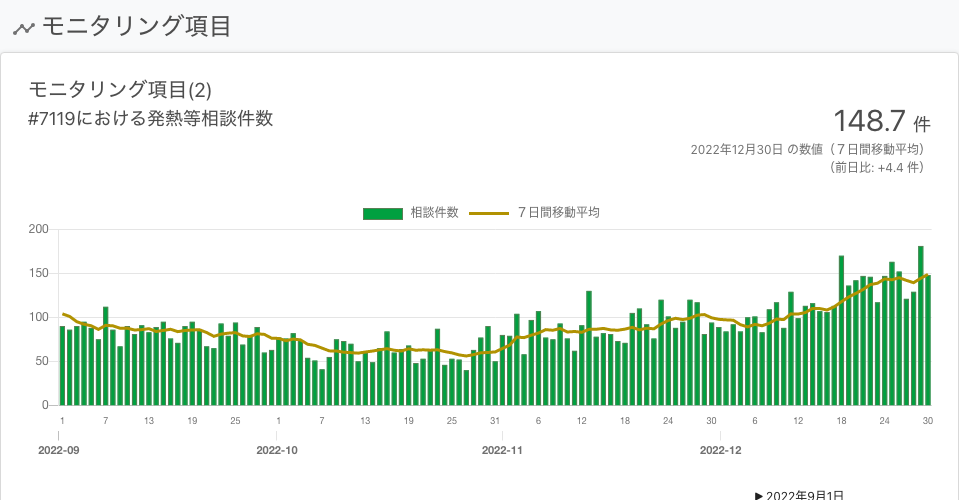 モニタリング項目
モニタリング項目(2)
#7119における発熱等相談件数
148.7 件
2022年12月30日 の数値（７日間移動平均）
（前日比: +4.4 件）
相談件数 ７日間移動平均
200
150
100
50
0
1 7 13 19 25 1 7 13 19 25 31 6 12 18 24 30 6 12 18 24 30
2022-09 2022-10 2022-11 2022-12
▶ 2022年9月1日